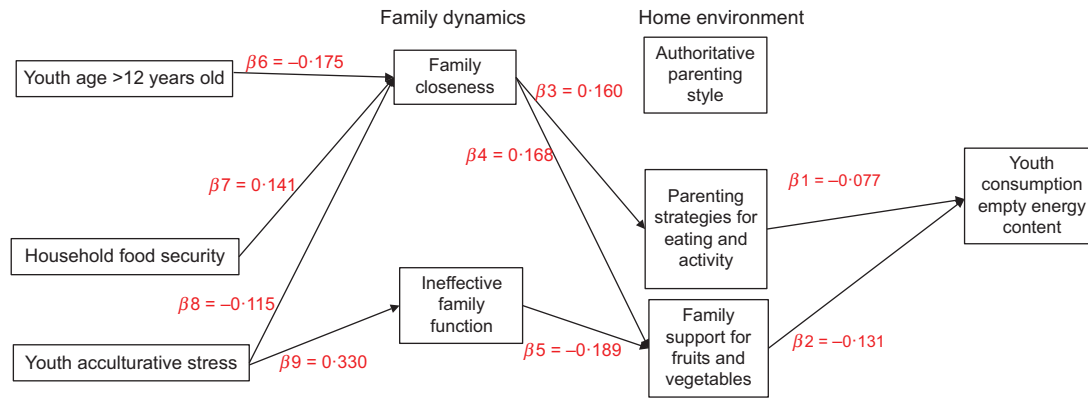 Family dynamics
Home environment
Youth age >12 years old
β6 = –0·175
Family
closeness
Authoritative
parenting
style
β3 = 0·160
β4 = 0·168
β7 = 0·141
Parenting
strategies for
eating and
activity
β1 = –0·077
Youth
consumption
empty energy
content
Household food security
β8 = –0·115
Ineffective
family
function
Family
support for
fruits and
vegetables
β2 = –0·131
Youth acculturative stress
β9 = 0·330
β5 = –0·189